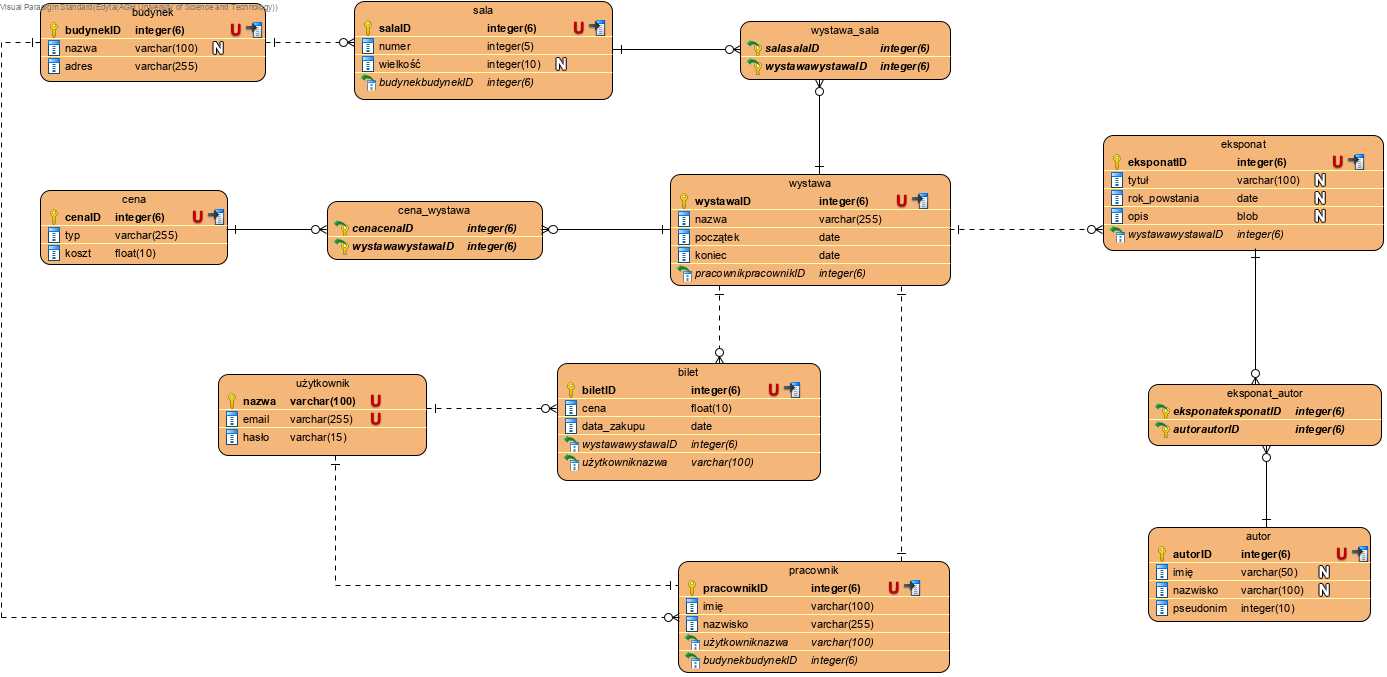 Visual Paradigm Standard(Edyta(AGH University of Science and Technology))
budynek
budynekID integer(6) U
nazwa varchar(100) N
adres varchar(255)
sala
salaID integer(6) U
numer integer(5)
wielkość integer(10) N
budynekbudynekID integer(6)
wystawa_sala
salasalaID integer(6)
wystawawystawaID integer(6)
eksponat
eksponatID integer(6) U
tytuł varchar(100) N
rok_powstania date N
opis blob N
wystawawystawaID integer(6)
cena
cenaID integer(6) U
typ varchar(255)
koszt float(10)
cena_wystawa
cenacenaID integer(6)
wystawawystawaID integer(6)
wystawa
wystawaID integer(6) U
nazwa varchar(255)
początek date
koniec date
pracownikpracownikID integer(6)
użytkownik
nazwa varchar(100) U
email varchar(255) U
hasło varchar(15)
bilet
biletID integer(6) U
cena float(10)
data_zakupu date
wystawawystawaID integer(6)
użytkowniknazwa varchar(100)
eksponat_autor
eksponateksponatID integer(6)
autorautorID integer(6)
autor
autorID integer(6) U
imię varchar(50) N
nazwisko varchar(100) N
pseudonim integer(10)
pracownik
pracownikID integer(6) U
imię varchar(100)
nazwisko varchar(255)
użytkowniknazwa varchar(100)
budynekbudynekID integer(6)